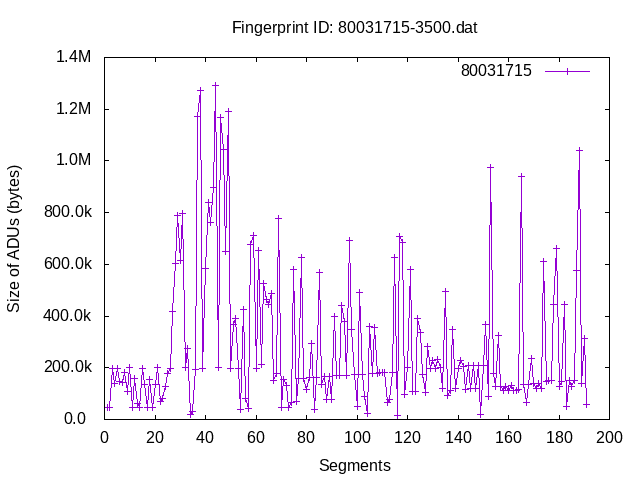 Fingerprint ID: 80031715-3500.dat
80031715
1.4M
1.2M
1.0M
800.0k
600.0k
400.0k
200.0k
0.0
Size of ADUs (bytes)
0 20 40 60 80 100 120 140 160 180 200
Segments